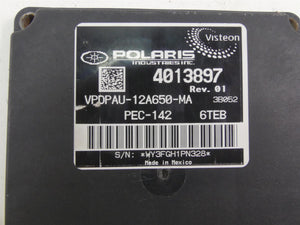 Visteon
POLARIS
INDUSTRIES INC.
4013897
Rev. 01
VPDPAU-12A650-MA 3B052
PEC-142 6TEB
S/N: *WY3FGH1PN328*
Made in Mexico